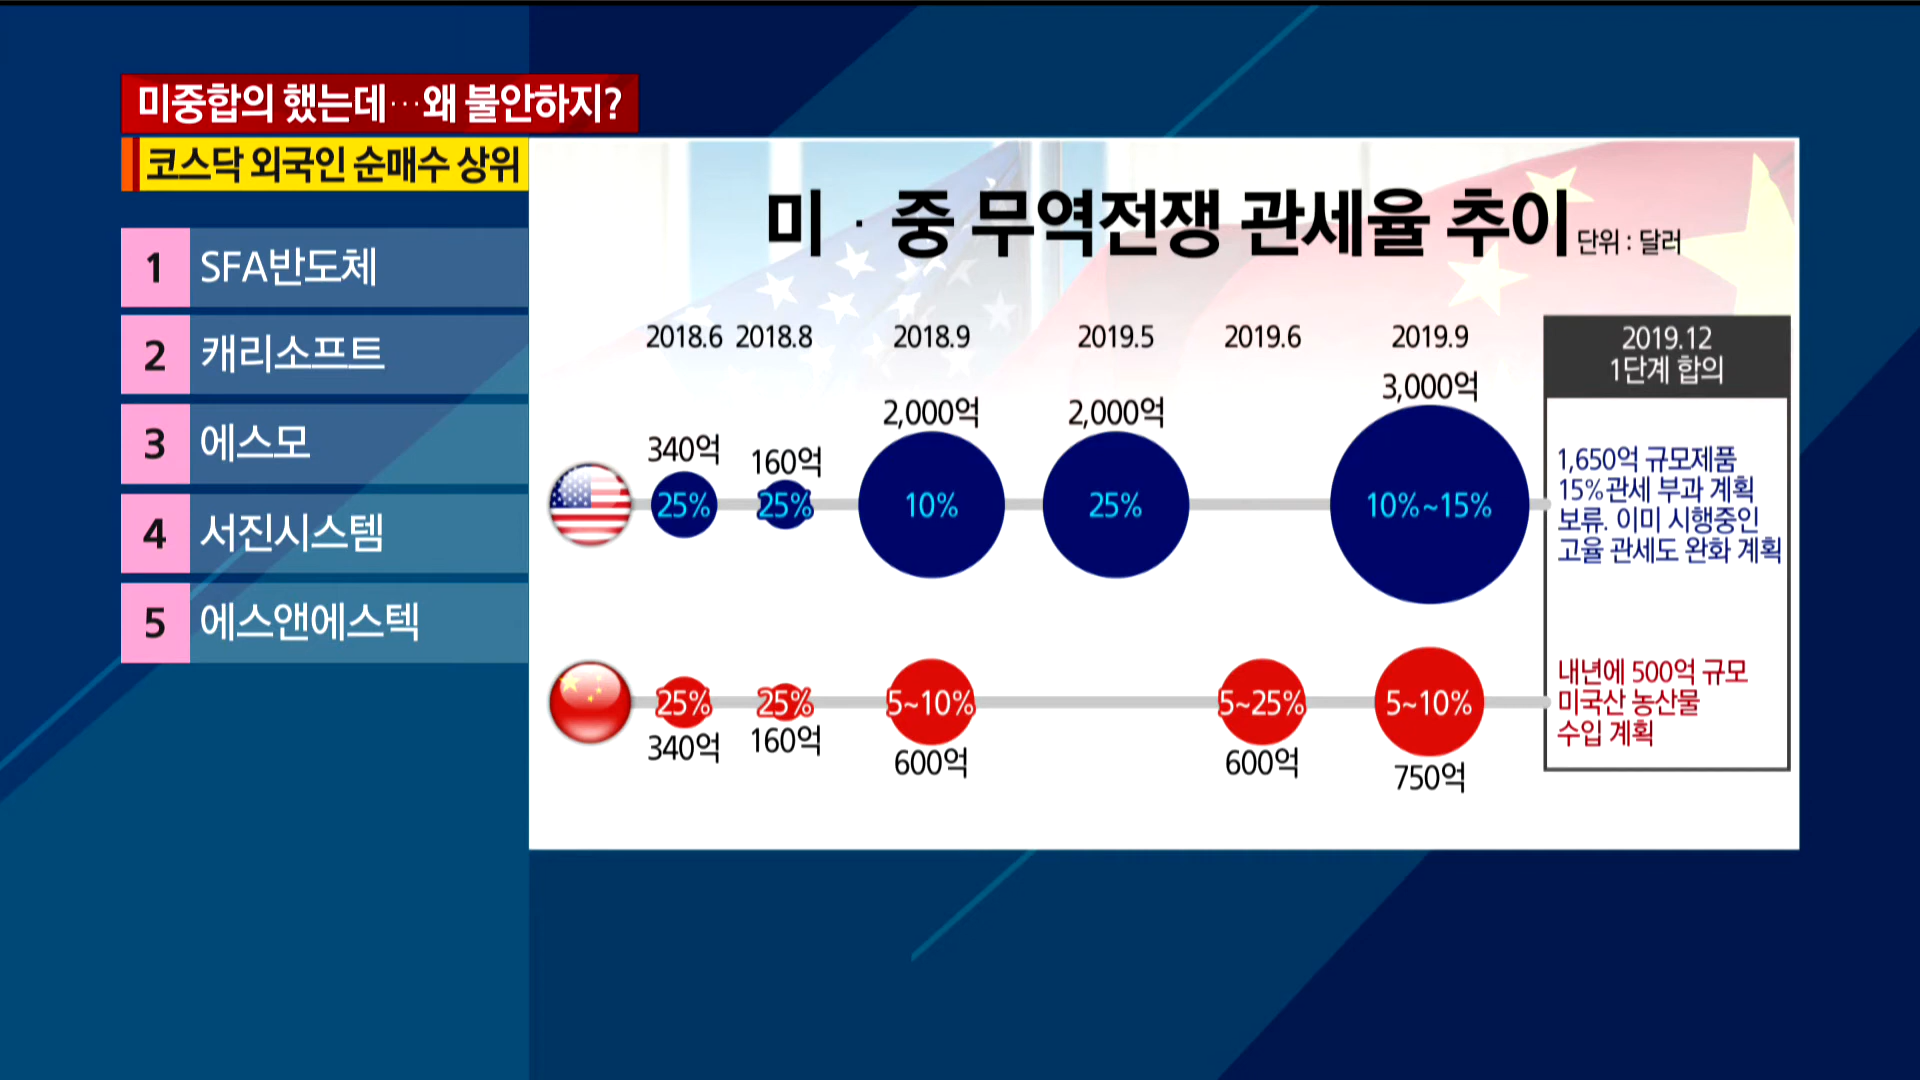 미중합의 했는데…왜 불안하지?
코스닥 외국인 순매수 상위
1 SFA반도체
2 캐리소프트
3 에스모
4 서진시스템
5 에스앤에스텍
미 · 중 무역전쟁 관세율 추이 단위 : 달러
2018.6 2018.8 2018.9 2019.5 2019.6 2019.9
340억 160억 2,000억 2,000억 3,000억
25% 25% 10% 25% 10%~15%
25% 25% 5~10% 5~25% 5~10%
340억 160억 600억 600억 750억
2019.12
1단계 합의
1,650억 규모제품
15%관세 부과 계획
보류. 이미 시행중인
고율 관세도 완화 계획
내년에 500억 규모
미국산 농산물
수입 계획